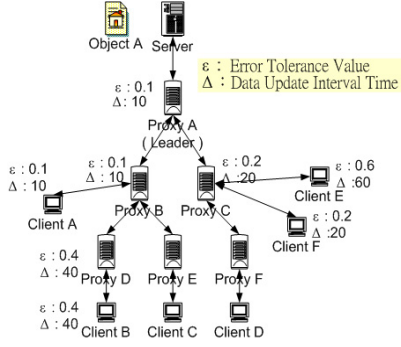 Object A
Server
ε : Error Tolerance Value
Δ : Data Update Interval Time
ε : 0.1
Δ : 10
Proxy A
( Leader )
ε : 0.1
Δ : 10
Client A
ε : 0.1
Δ : 10
Proxy B
ε : 0.2
Δ :20
Proxy C
ε : 0.6
Δ :60
Client E
ε : 0.2
Δ :20
Client F
ε : 0.4
Δ : 40
Proxy D
Proxy E
Proxy F
ε : 0.4
Δ : 40
Client B
Client C
Client D